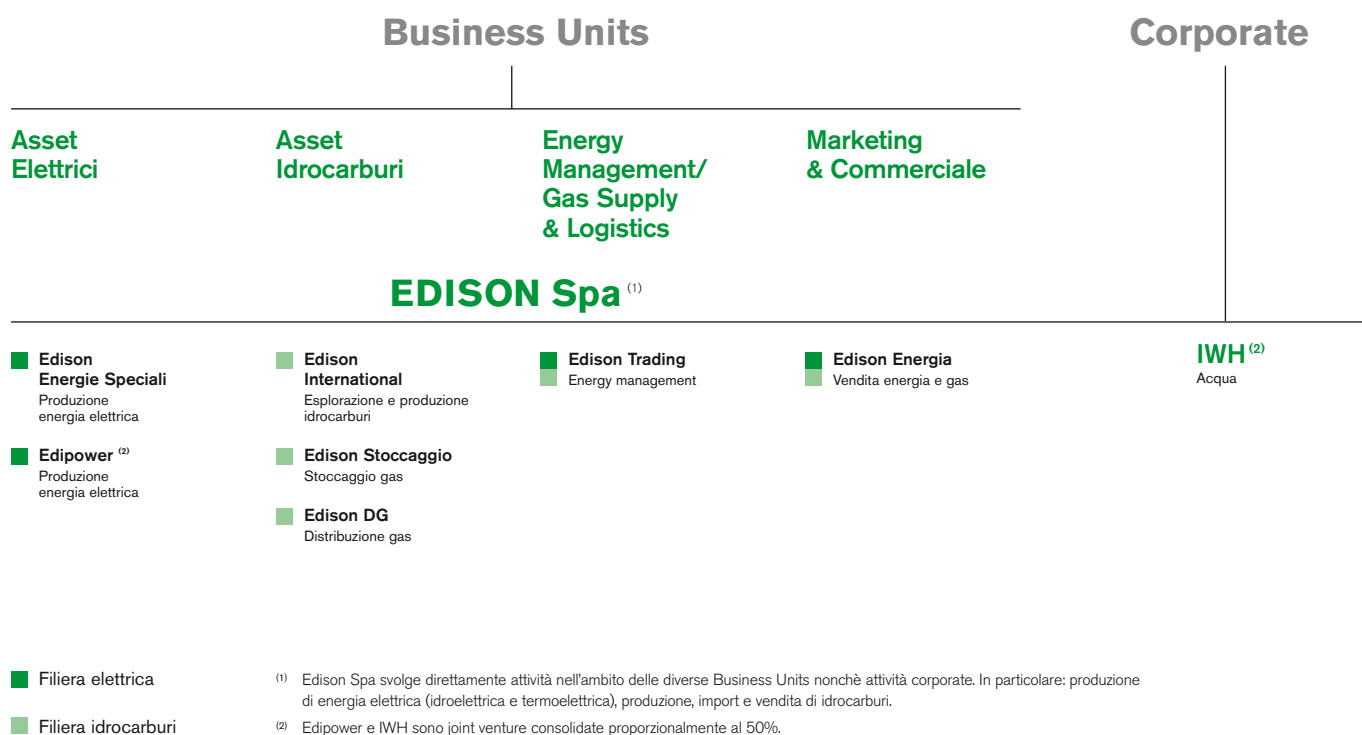 Business Units
Corporate
Asset
Elettrici
Asset
Idrocarburi
Energy
Management/
Gas Supply
& Logistics
Marketing
& Commerciale
EDISON Spa (1)
Edison
Energie Speciali
Produzione
energia elettrica
Edipower (2)
Produzione
energia elettrica
Edison
International
Esplorazione e produzione
idrocarburi
Edison Stoccaggio
Stoccaggio gas
Edison DG
Distribuzione gas
Edison Trading
Energy management
Edison Energia
Vendita energia e gas
IWH (2)
Acqua
Filiera elettrica
Filiera idrocarburi
(1) Edison Spa svolge direttamente attività nell'ambito delle diverse Business Units nonchè attività corporate. In particolare: produzione
di energia elettrica (idroelettrica e termoelettrica), produzione, import e vendita di idrocarburi.
(2) Edipower e IWH sono joint venture consolidate proporzionalmente al 50%.